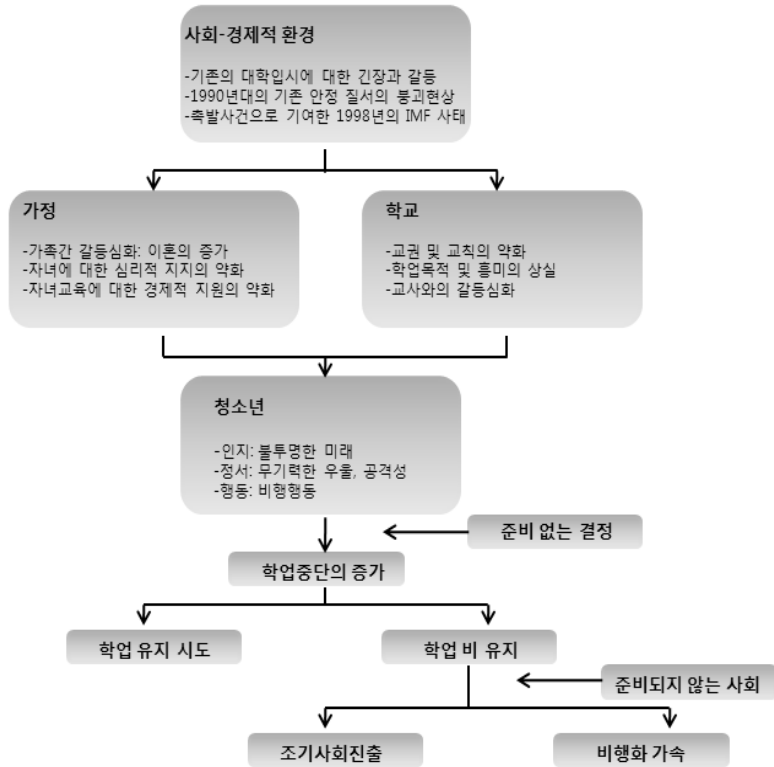 사회-경제적 환경
-기존의 대학입시에 대한 긴장과 갈등
-1990년대의 기존 안정 질서의 붕괴현상
-촉발사건으로 기여한 1998년의 IMF 사태
가정
-가족간 갈등심화: 이혼의 증가
-자녀에 대한 심리적 지지의 약화
-자녀교육에 대한 경제적 지원의 약화
학교
-교권 및 교칙의 약화
-학업목적 및 흥미의 상실
-교사와의 갈등심화
청소년
-인지: 불투명한 미래
-정서: 무기력한 우울, 공격성
-행동: 비행행동
준비 없는 결정
학업중단의 증가
학업 유지 시도
학업 비 유지
준비되지 않는 사회
조기사회진출
비행화 가속